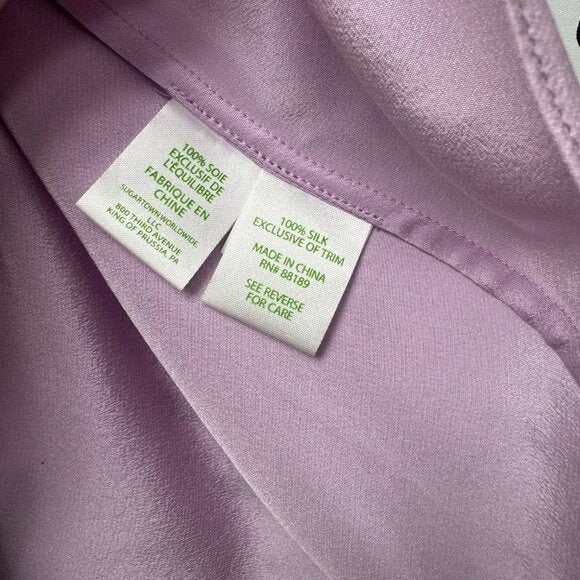 100% SOIE
EXCLUSIF DE
L'ÉQUILIBRE
FABRIQUE EN
CHINE
SUGARTOWN WORLDWIDE
LLC
800 THIRD AVENUE
KING OF PRUSSIA, PA
100% SILK
EXCLUSIVE OF TRIM
MADE IN CHINA
RN# 88189
SEE REVERSE
FOR CARE